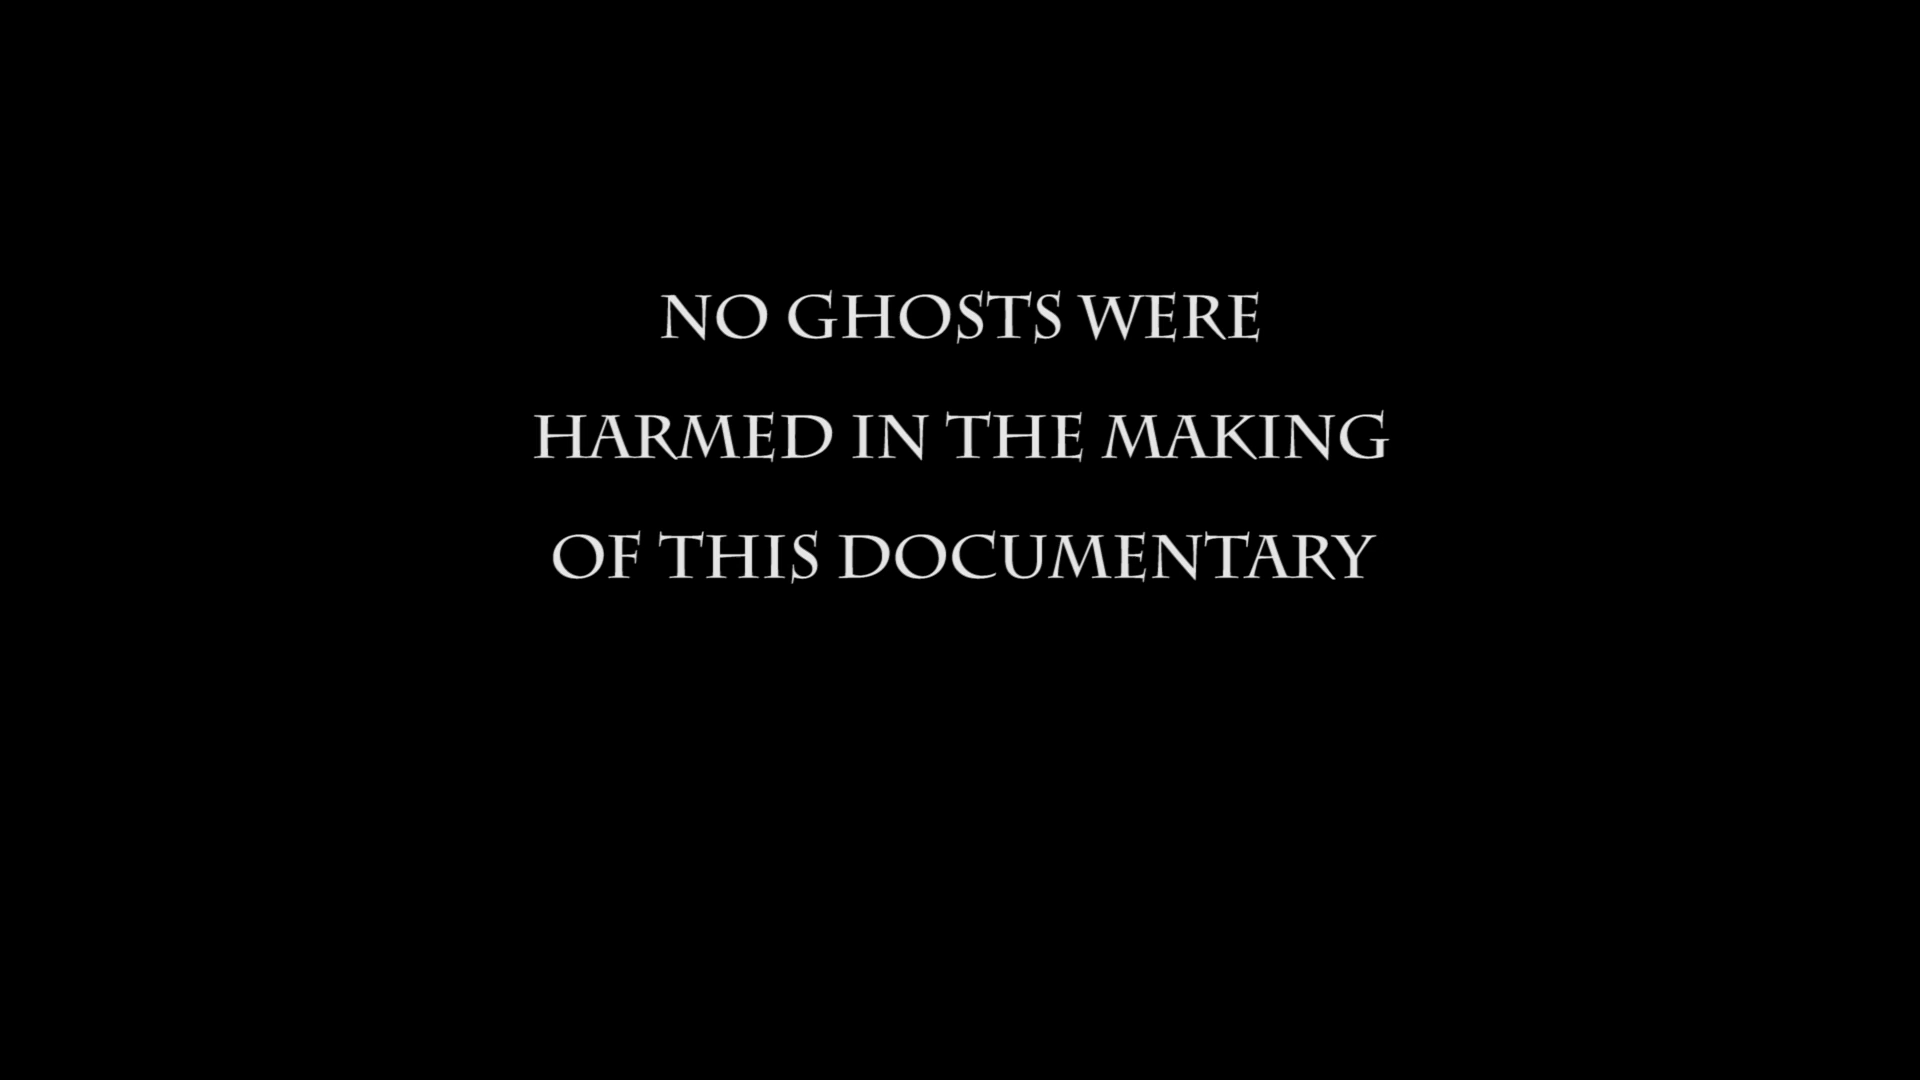 NO GHOSTS WERE
HARMED IN THE MAKING
OF THIS DOCUMENTARY